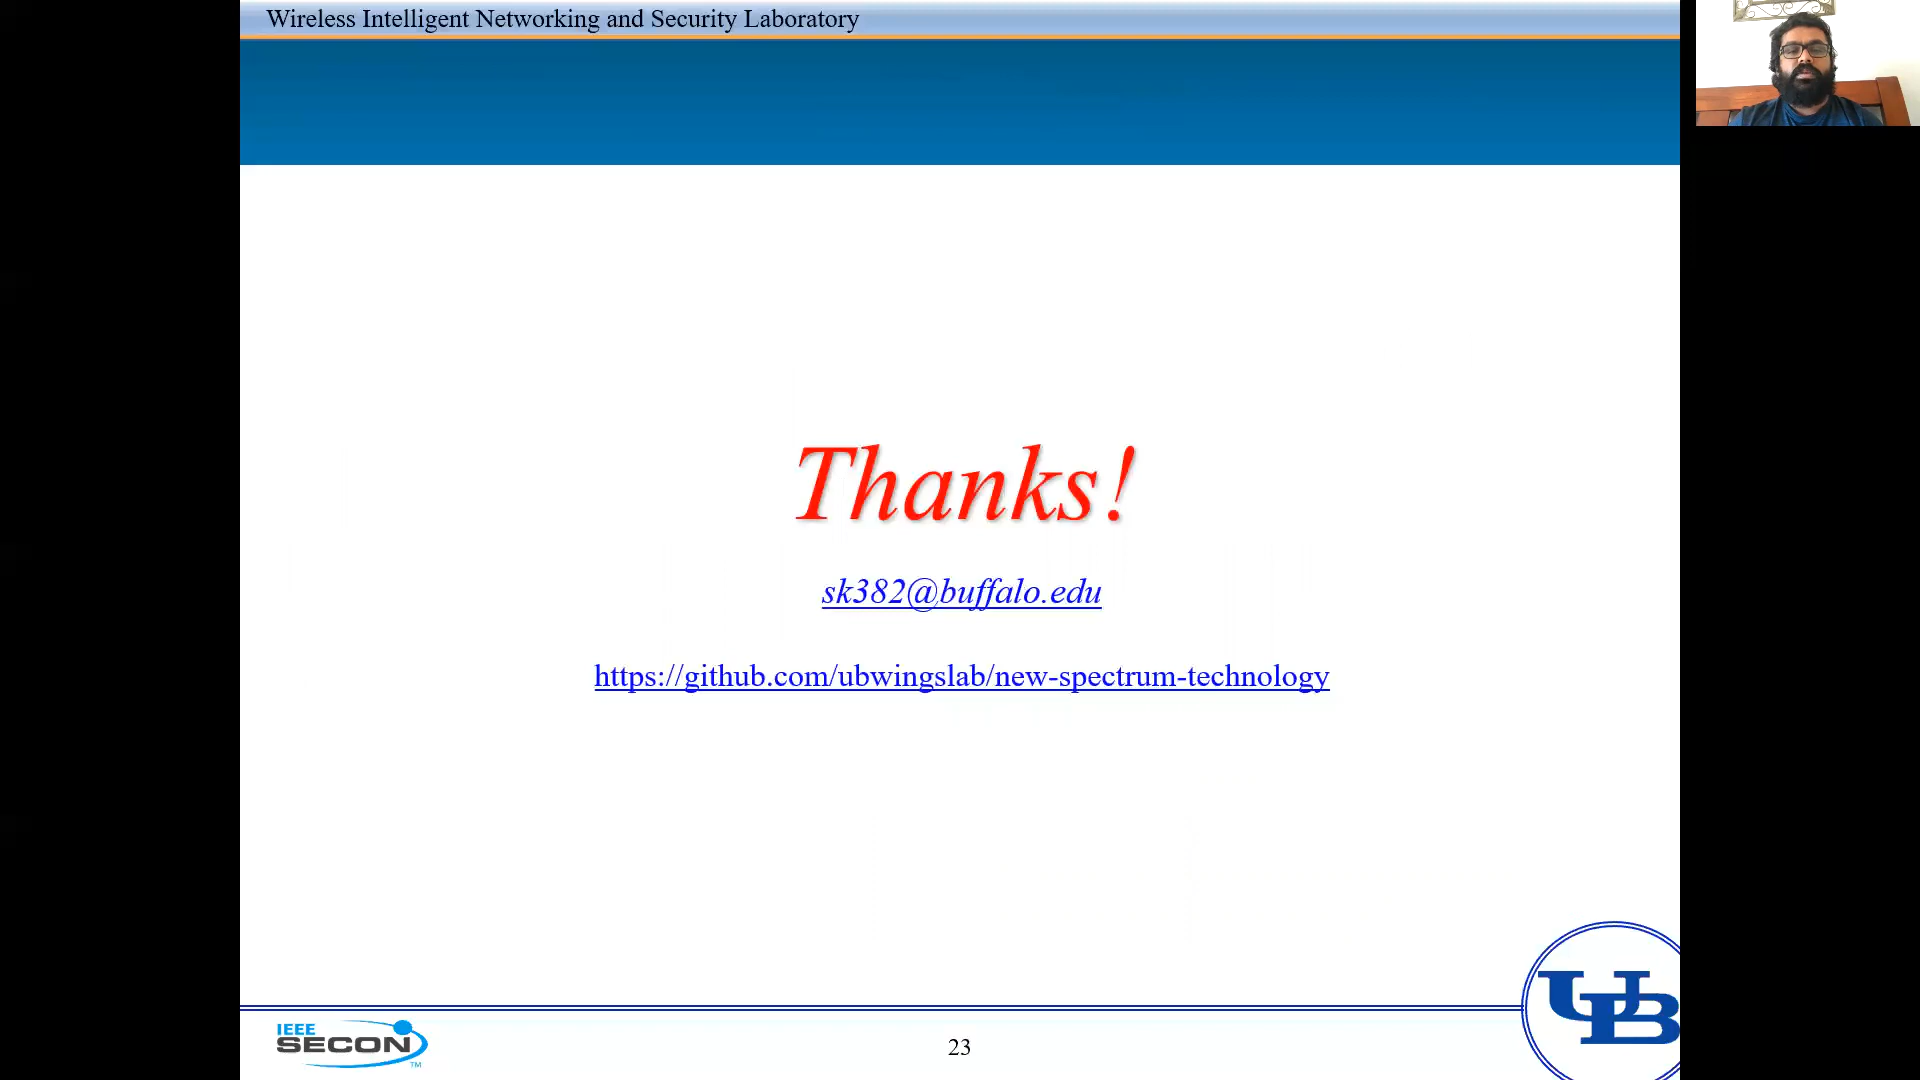 Wireless Intelligent Networking and Security Laboratory
Thanks!
sk382@buffalo.edu
https://github.com/ubwingslab/new-spectrum-technology
IEEE
SECON
TM
23
UB